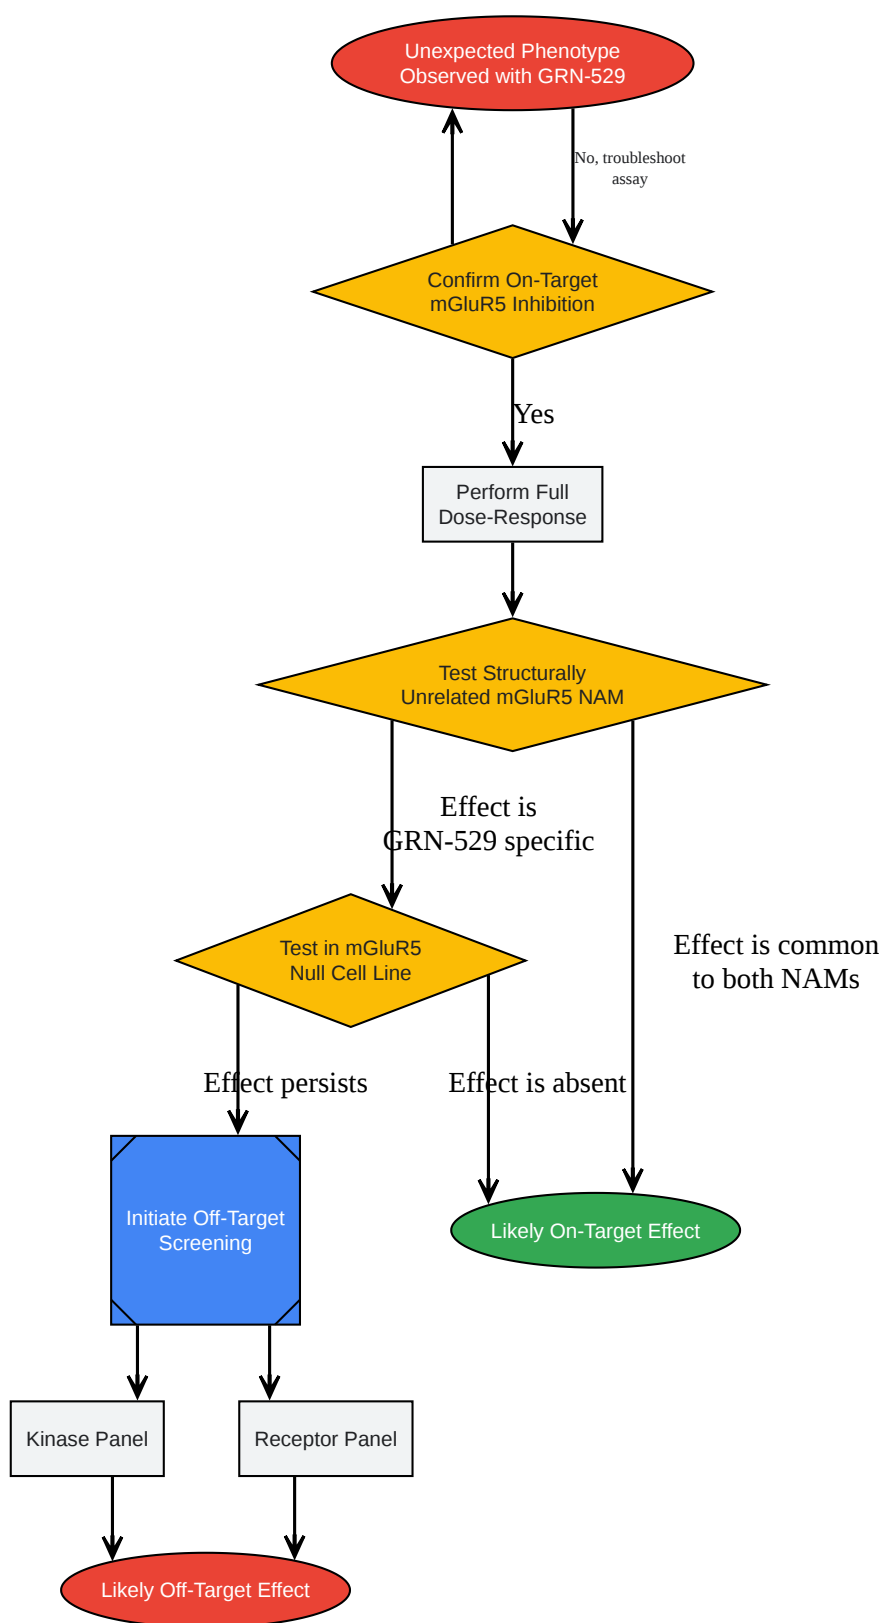 Unexpected Phenotype
Observed with GRN-529
No, troubleshoot
assay
Confirm On-Target
mGluR5 Inhibition
Yes
Perform Full
Dose-Response
Test Structurally
Unrelated mGluR5 NAM
Effect is
GRN-529 specific
Effect is common
to both NAMs
Test in mGluR5
Null Cell Line
Effect persists
Effect is absent
Initiate Off-Target
Screening
Likely On-Target Effect
Kinase Panel
Receptor Panel
Likely Off-Target Effect